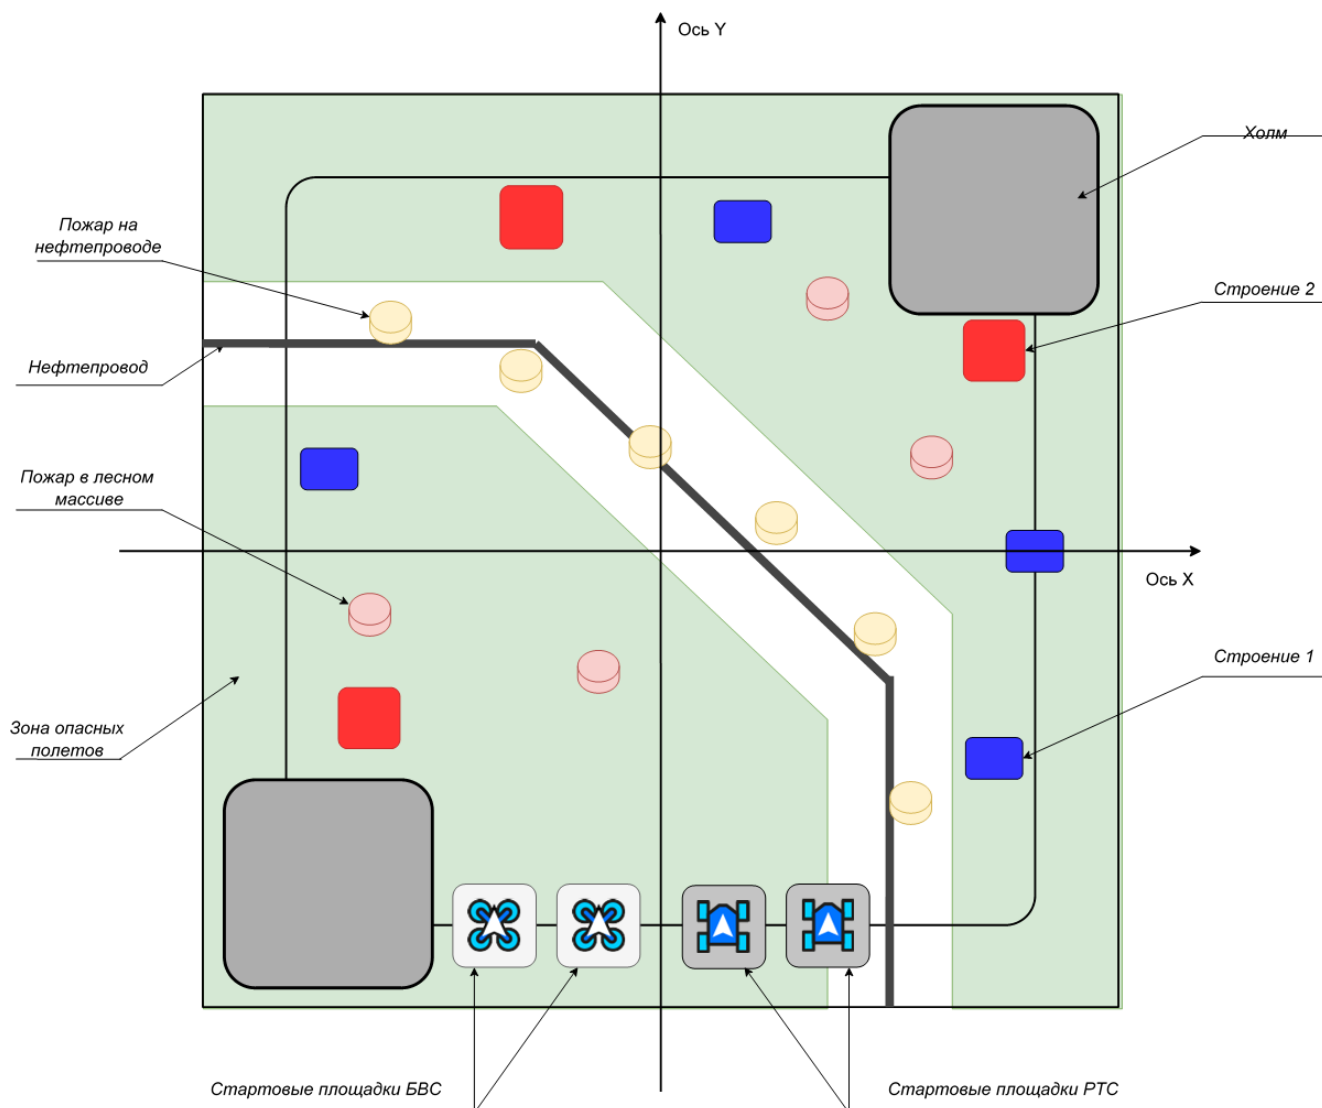 Ось Y
Холм
Пожар на
нефтепроводе
Строение 2
Нефтепровод
Пожар в лесном
массиве
Ось X
Строение 1
Зона опасных
полетов
Стартовые площадки БВС
Стартовые площадки РТС